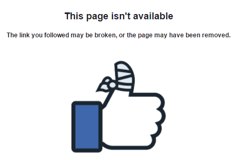 This page isn't available
The link you followed may be broken, or the page may have been removed.